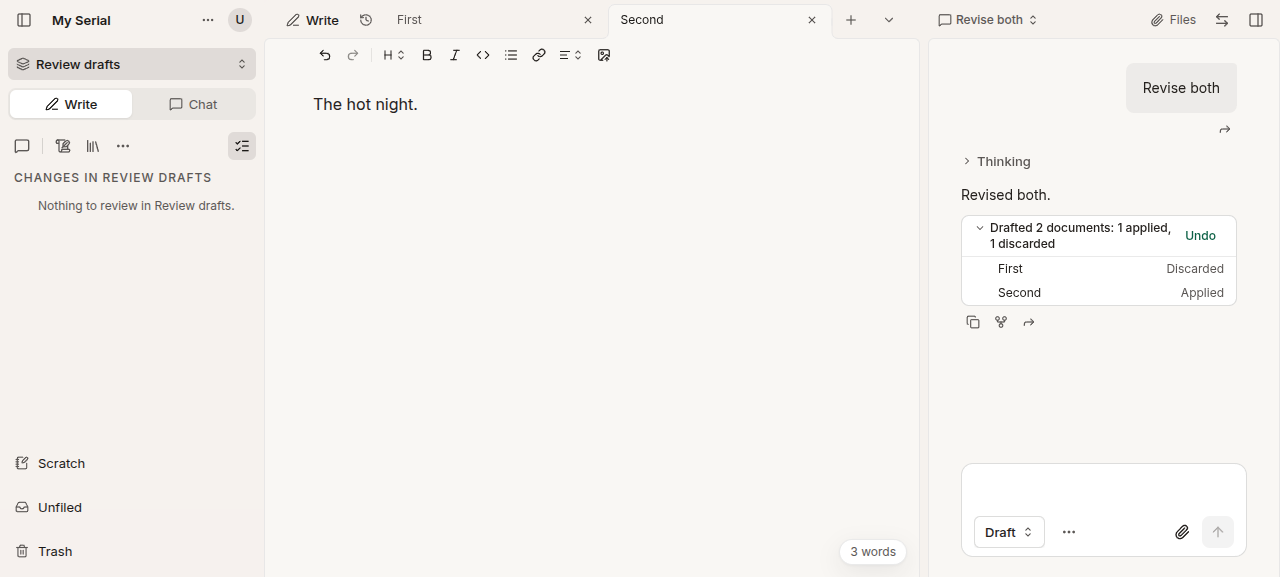 My Serial
U
Write
First
Second
Revise both
Files
Review drafts
Write
Chat
CHANGES IN REVIEW DRAFTS
Nothing to review in Review drafts.
Scratch
Unfiled
Trash
H
B
I
The hot night.
3 words
Revise both
Thinking
Revised both.
Drafted 2 documents: 1 applied,
1 discarded
Undo
First
Discarded
Second
Applied
Draft